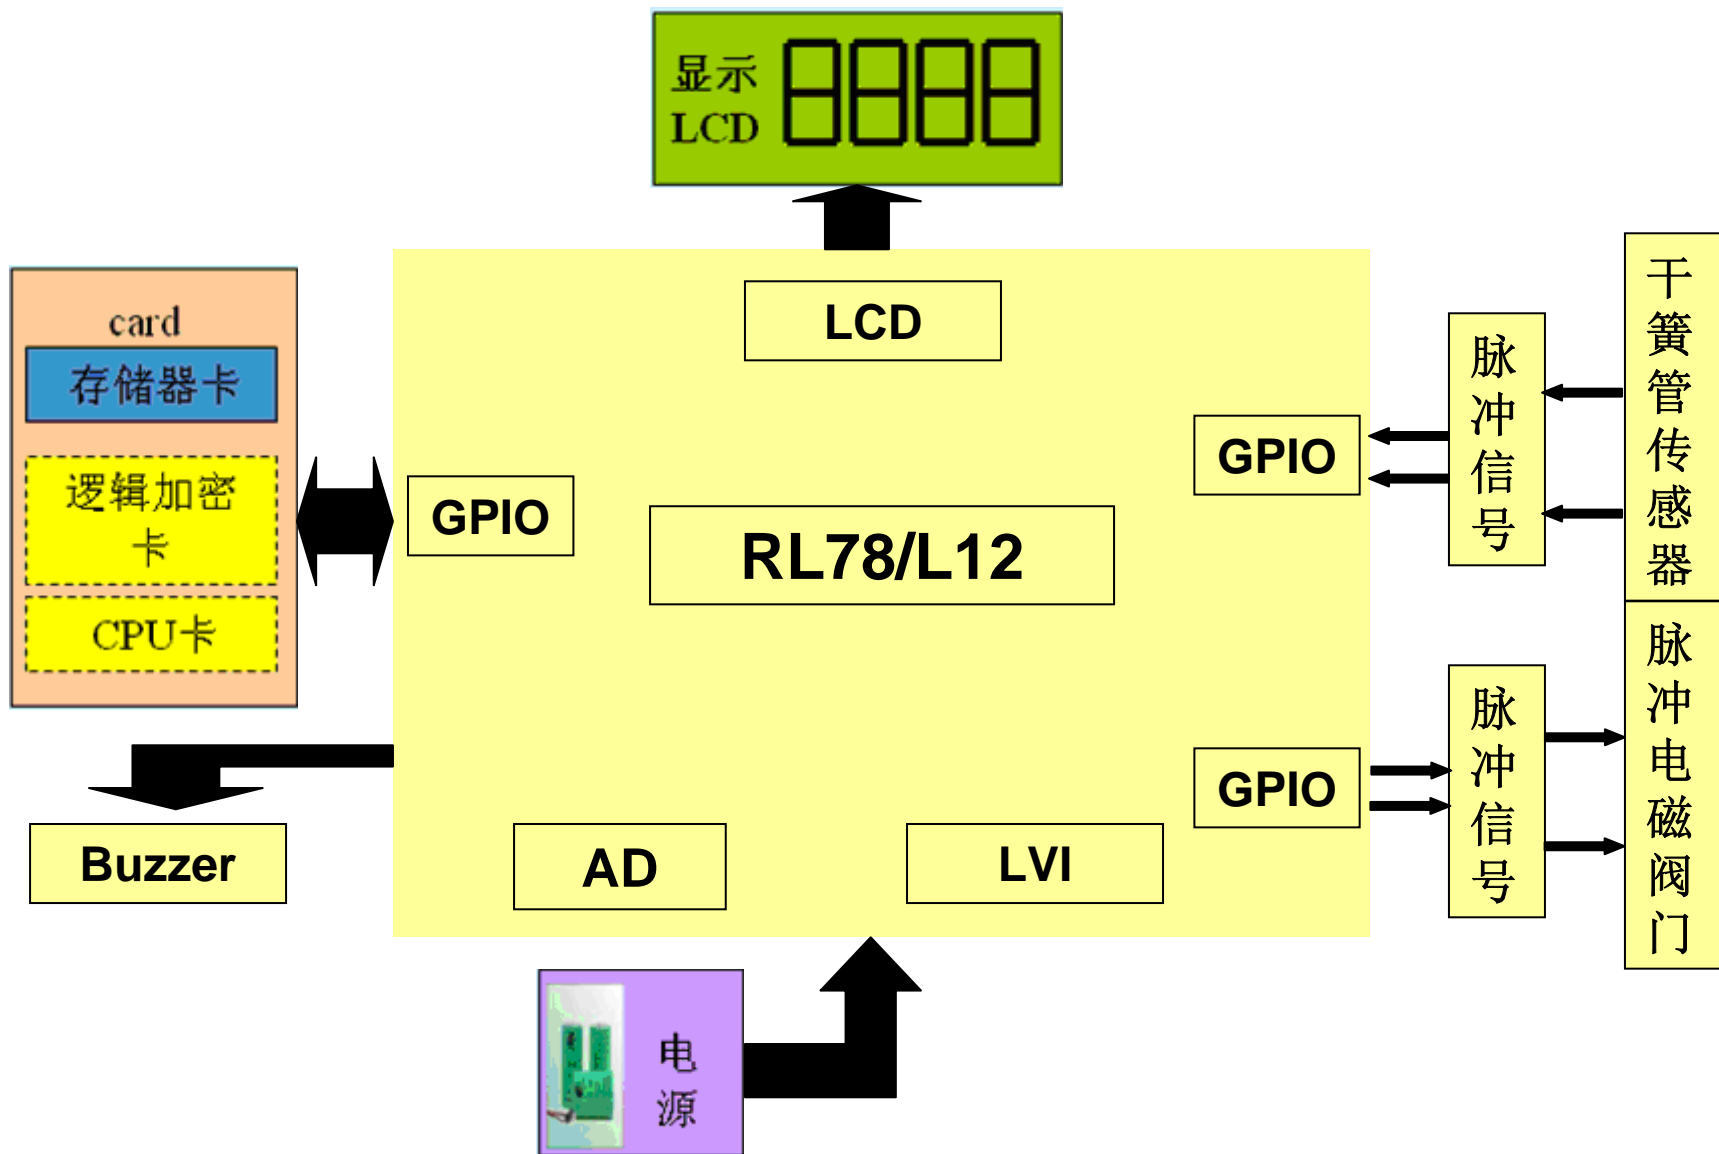 显示
LCD
LCD
card
存储器卡
逻辑加密
卡
CPU卡
GPIO
RL78/L12
GPIO
脉冲信号
干簧管传感器
GPIO
脉冲信号
脉冲电磁阀门
Buzzer
AD
LVI
电
源